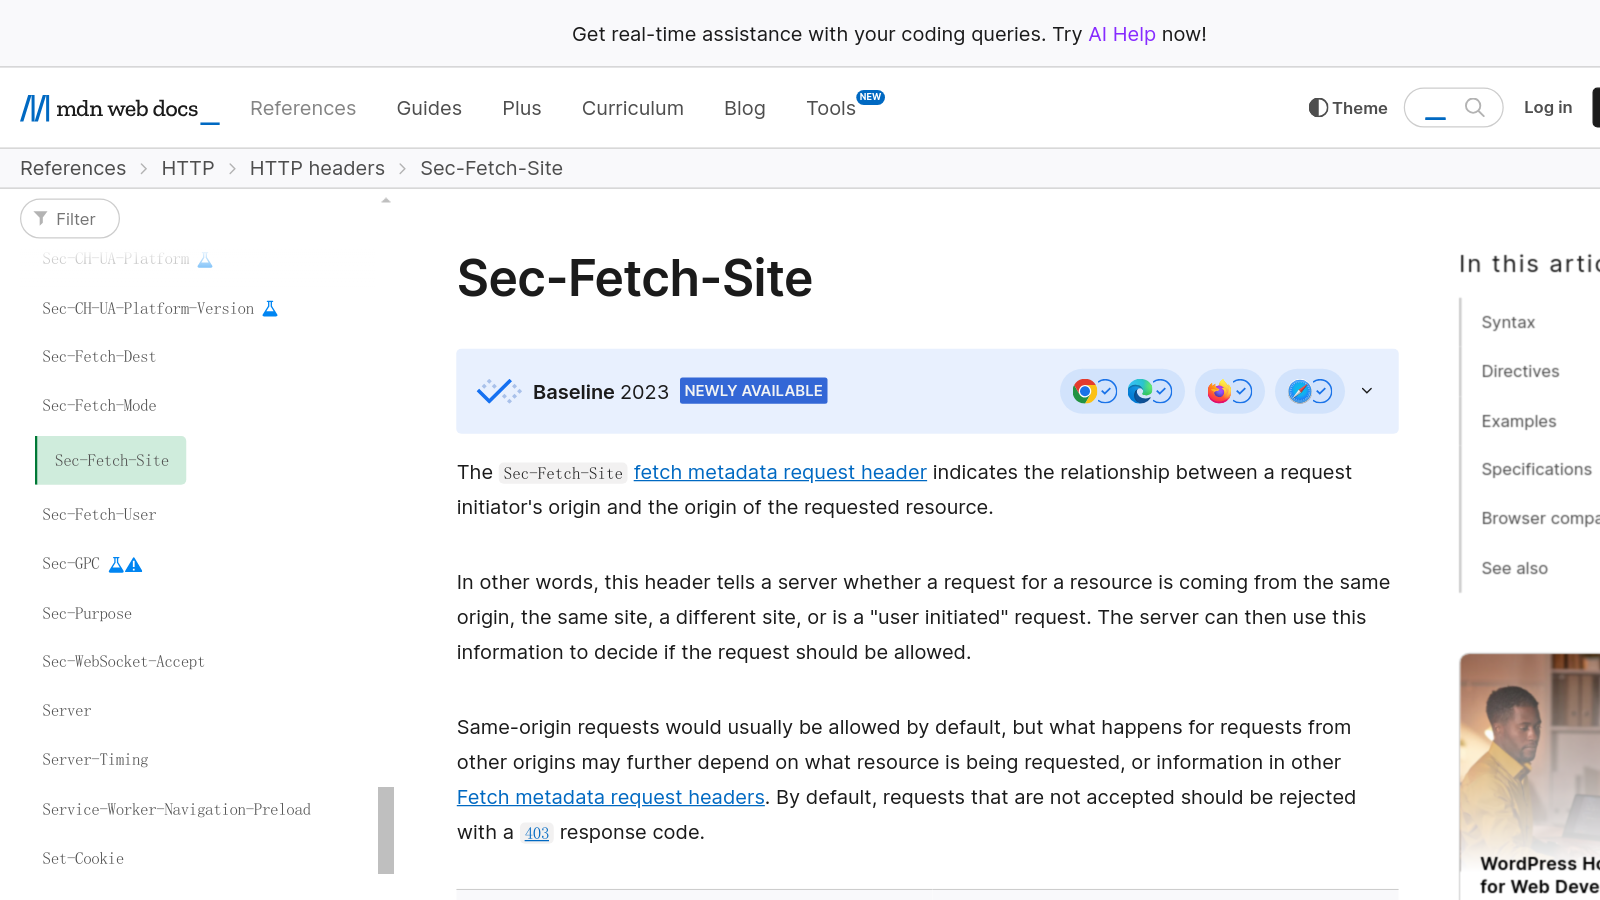 Get real-time assistance with your coding queries. Try AI Help now!
mdn web docs_
References Guides Plus Curriculum Blog Tools NEW
Theme
Log in
References > HTTP > HTTP headers > Sec-Fetch-Site
Filter
Sec-CH-UA-Platform
Sec-CH-UA-Platform-Version
Sec-Fetch-Dest
Sec-Fetch-Mode
Sec-Fetch-Site
Sec-Fetch-User
Sec-GPC
Sec-Purpose
Sec-WebSocket-Accept
Server
Server-Timing
Service-Worker-Navigation-Preload
Set-Cookie
Sec-Fetch-Site
Baseline 2023 NEWLY AVAILABLE
The Sec-Fetch-Site fetch metadata request header indicates the relationship between a request
initiator's origin and the origin of the requested resource.
In other words, this header tells a server whether a request for a resource is coming from the same
origin, the same site, a different site, or is a "user initiated" request. The server can then use this
information to decide if the request should be allowed.
Same-origin requests would usually be allowed by default, but what happens for requests from
other origins may further depend on what resource is being requested, or information in other
Fetch metadata request headers. By default, requests that are not accepted should be rejected
with a 403 response code.
In this
Syntax
Directives
Examples
Specifications
Browser
See also
WordPress
for Web